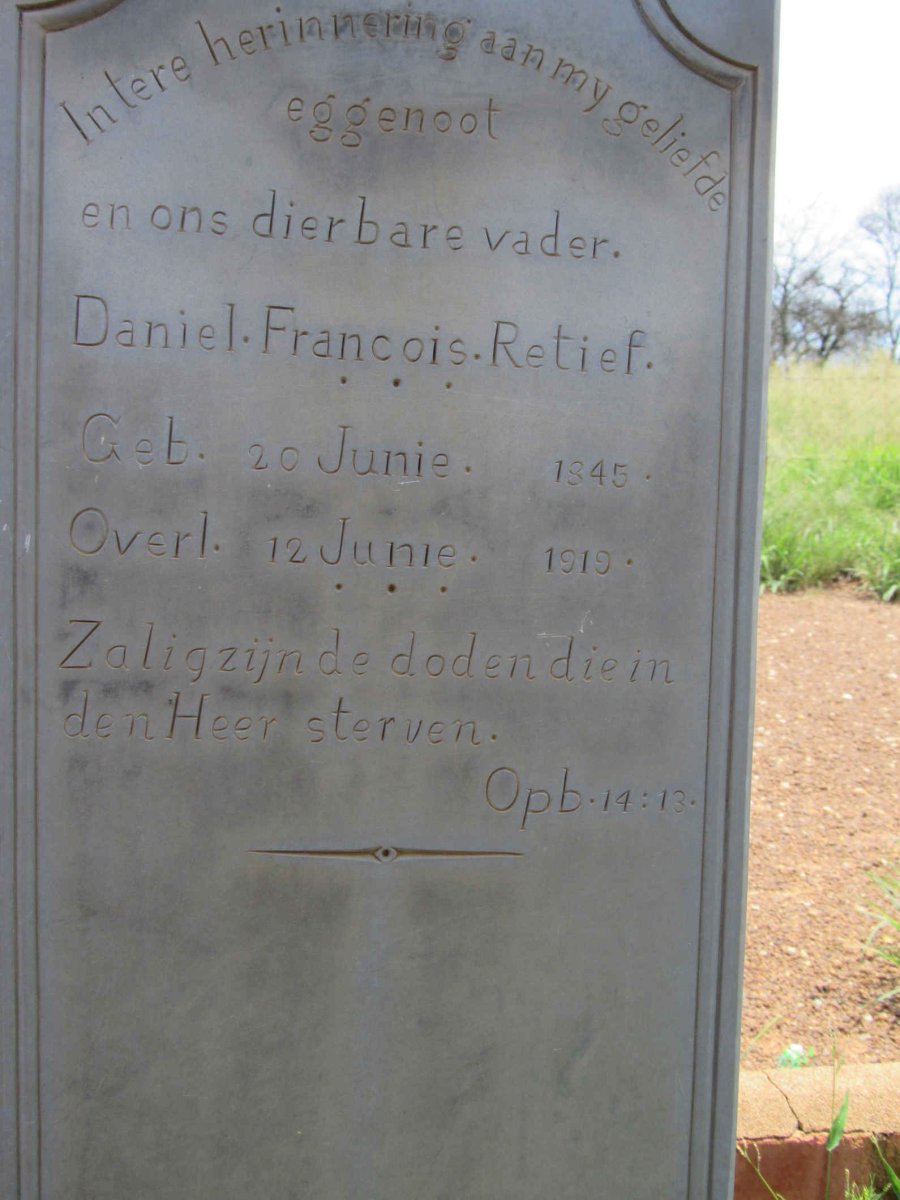 In tere herinnering aan my geliefde
eggenoot
en ons dierbare vader.
Daniel. Francois. Retief.
Geb. 20 Junie. 1845.
Overl. 12 Junie. 1919.
Zalig zijn de doden die in
den Heer sterven.
Opb. 14:13.